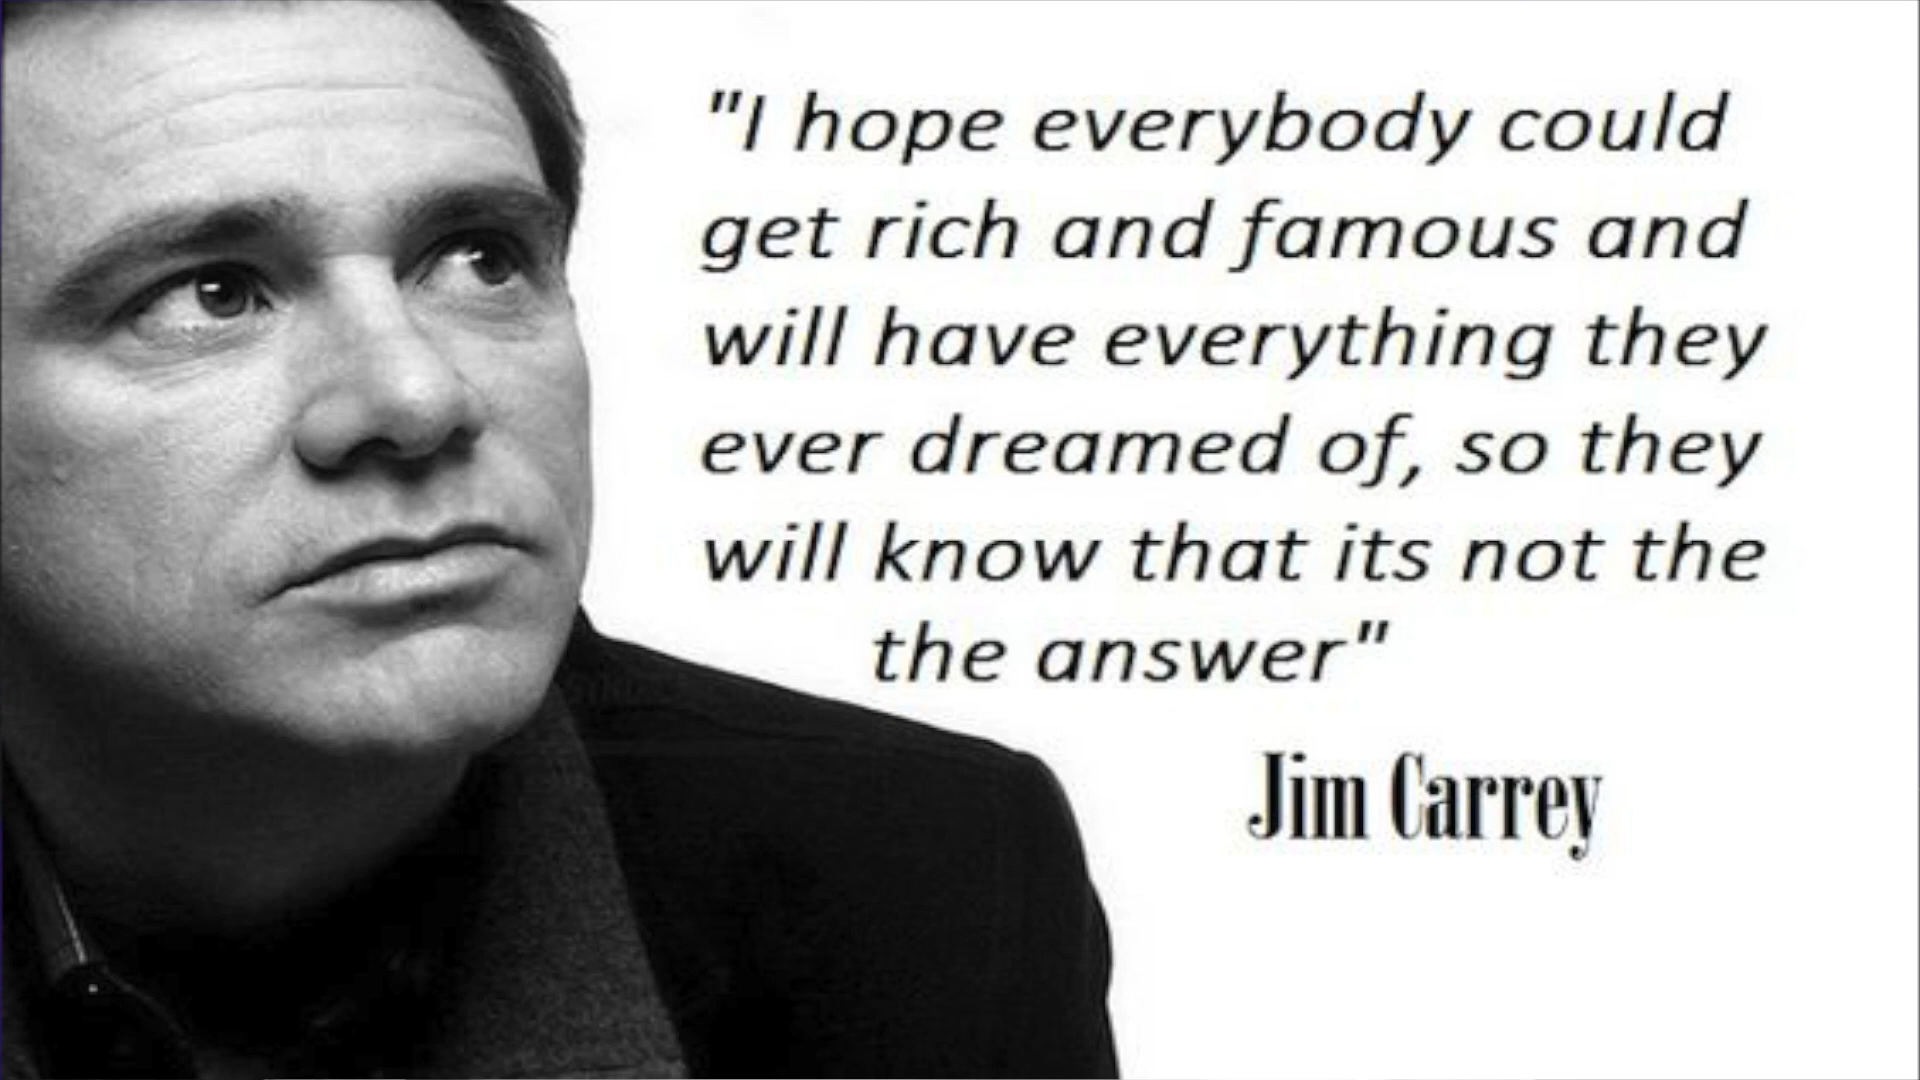 "I hope everybody could
get rich and famous and
will have everything they
ever dreamed of, so they
will know that its not the
the answer"
Jim Carrey